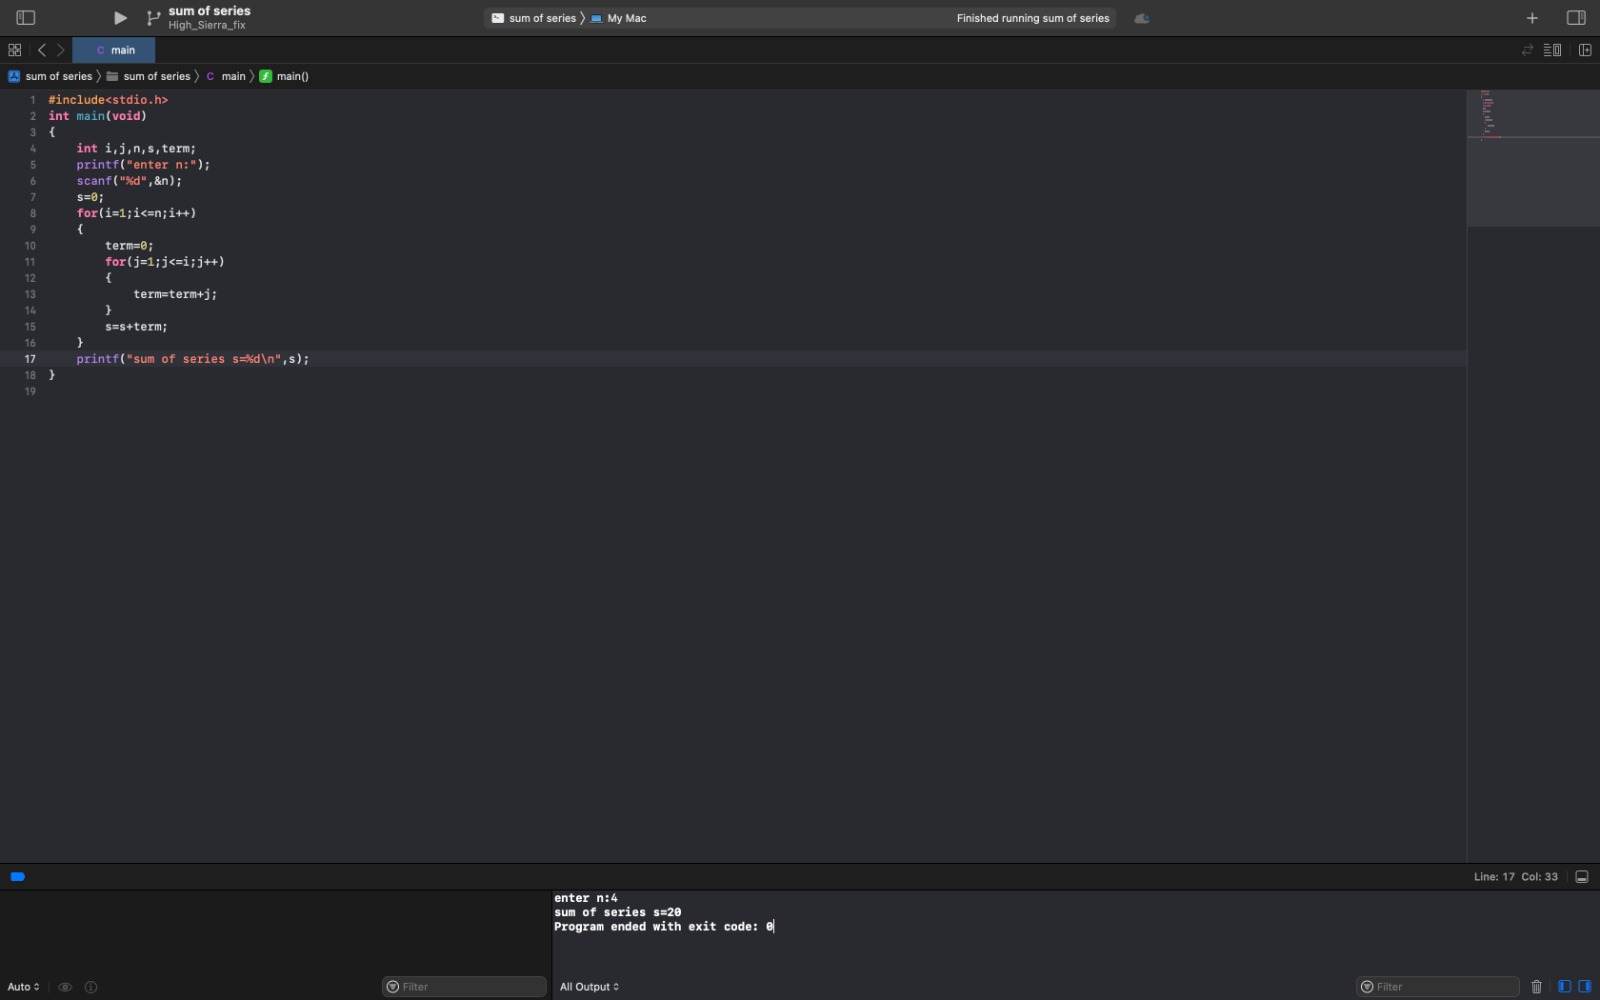 sum of series
High_Sierra_fix
sum of series 〉 My Mac
Finished running sum of series
C main
sum of series 〉 sum of series 〉 C main 〉 f main()
1 #include<stdio.h>
2 int main(void)
3 {
4     int i,j,n,s,term;
5     printf("enter n:");
6     scanf("%d",&n);
7     s=0;
8     for(i=1;i<=n;i++)
9     {
10         term=0;
11         for(j=1;j<=i;j++)
12         {
13             term=term+j;
14         }
15         s=s+term;
16     }
17     printf("sum of series s=%d\n",s);
18 }
19
Line: 17 Col: 33
enter n:4
sum of series s=20
Program ended with exit code: 0
Auto
Filter
All Output
Filter